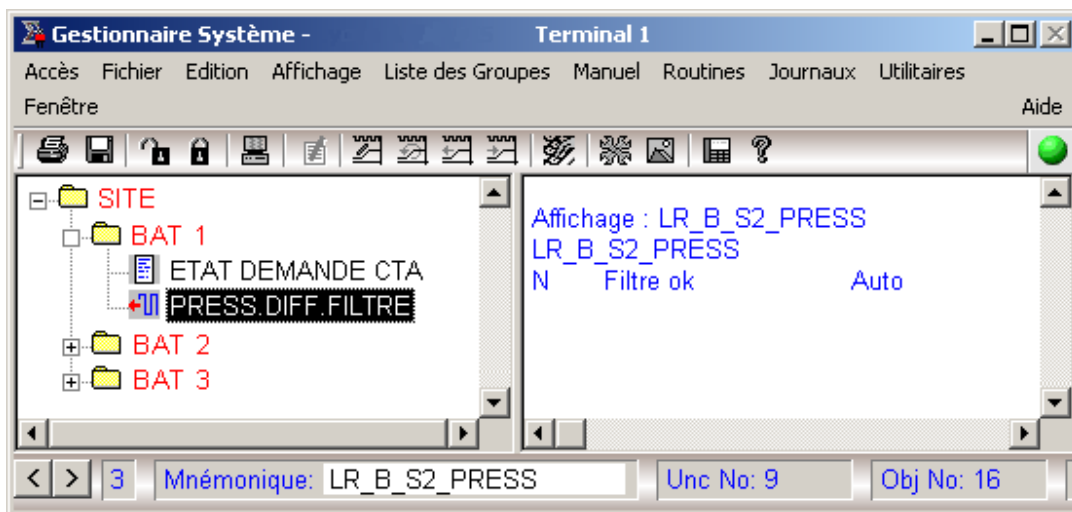 Gestionnaire Système - Terminal 1
Accès Fichier Edition Affichage Liste des Groupes Manuel Routines Journaux Utilitaires
Fenêtre Aide
SITE
BAT 1
ETAT DEMANDE CTA
PRESS.DIFF.FILTRE
BAT 2
BAT 3
Affichage : LR_B_S2_PRESS
LR_B_S2_PRESS
N Filtre ok Auto
< > 3 Mnémonique: LR_B_S2_PRESS Unc No: 9 Obj No: 16